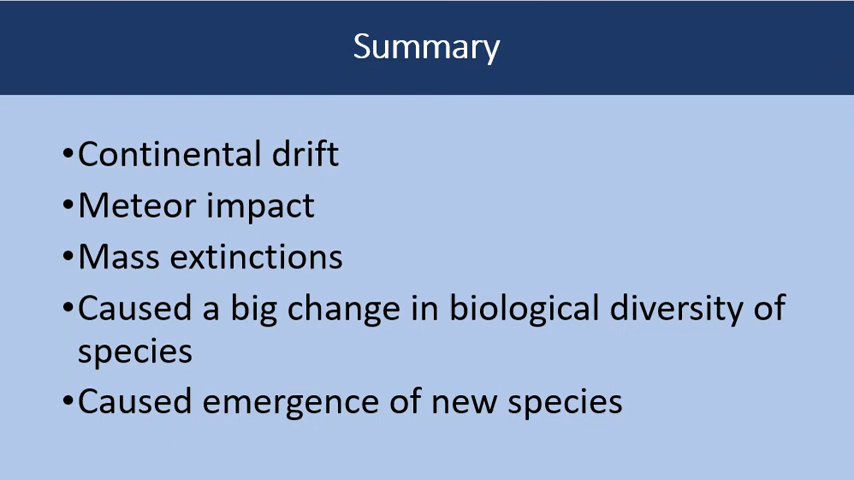 Summary
•Continental drift
•Meteor impact
•Mass extinctions
•Caused a big change in biological diversity of
species
•Caused emergence of new species